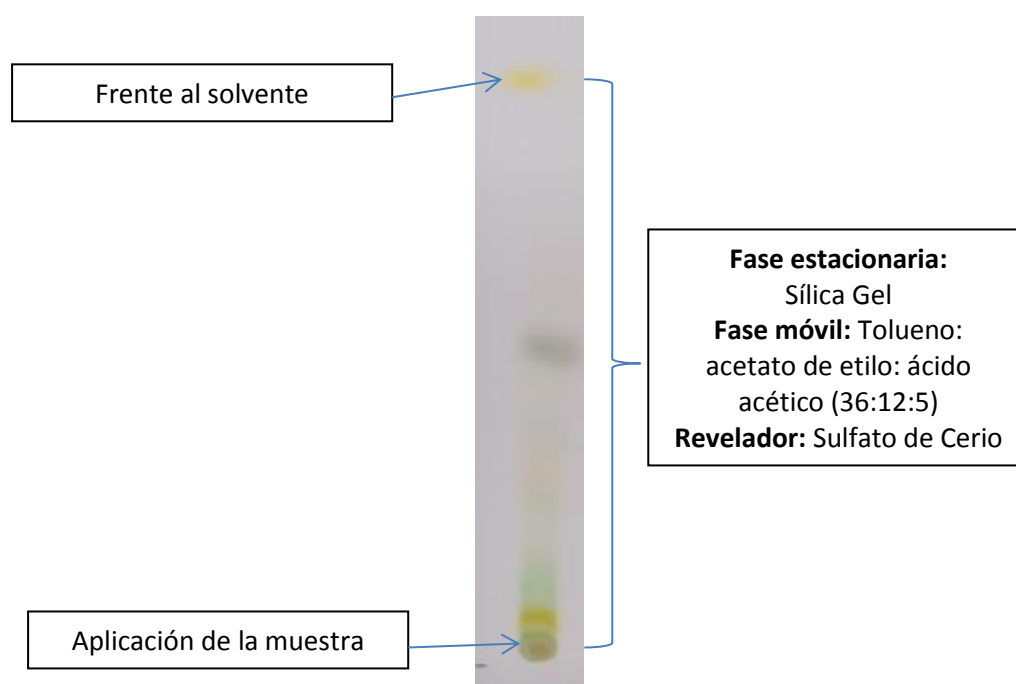 Frente al solvente
Fase estacionaria:
Sílica Gel
Fase móvil: Tolueno:
acetato de etilo: ácido
acético (36:12:5)
Revelador: Sulfato de Cerio
Aplicación de la muestra